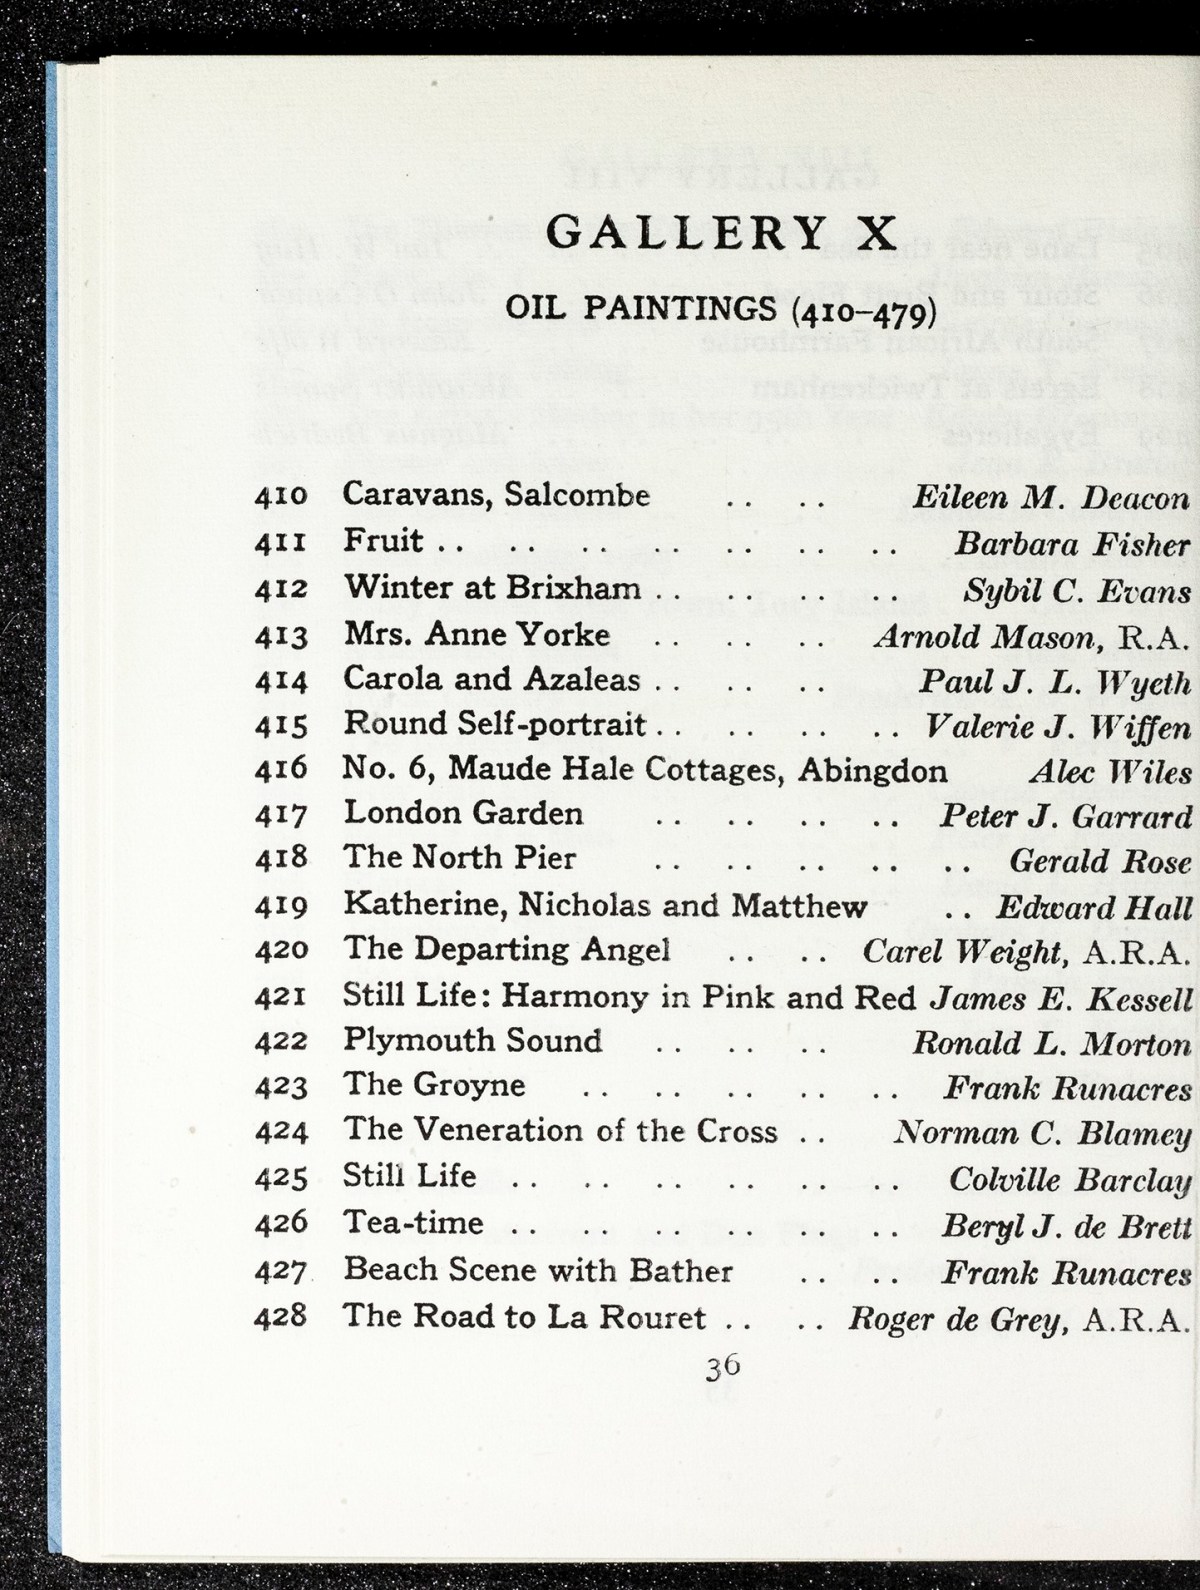 GALLERY X
OIL PAINTINGS (410–479)
410 Caravans, Salcombe .. .. Eileen M. Deacon
411 Fruit .. .. .. .. .. .. .. Barbara Fisher
412 Winter at Brixham .. .. .. .. Sybil C. Evans
413 Mrs. Anne Yorke .. .. .. Arnold Mason, R.A.
414 Carola and Azaleas .. .. .. Paul J. L. Wyeth
415 Round Self-portrait .. .. .. .. Valerie J. Wiffen
416 No. 6, Maude Hale Cottages, Abingdon Alec Wiles
417 London Garden .. .. .. .. Peter J. Garrard
418 The North Pier .. .. .. .. .. Gerald Rose
419 Katherine, Nicholas and Matthew .. Edward Hall
420 The Departing Angel .. .. Carel Weight, A.R.A.
421 Still Life: Harmony in Pink and Red James E. Kessell
422 Plymouth Sound .. .. .. Ronald L. Morton
423 The Groyne .. .. .. .. .. Frank Runacres
424 The Veneration of the Cross .. Norman C. Blamey
425 Still Life .. .. .. .. .. .. Colville Barclay
426 Tea-time .. .. .. .. .. .. Beryl J. de Brett
427 Beach Scene with Bather .. .. Frank Runacres
428 The Road to La Rouret .. .. Roger de Grey, A.R.A.
36